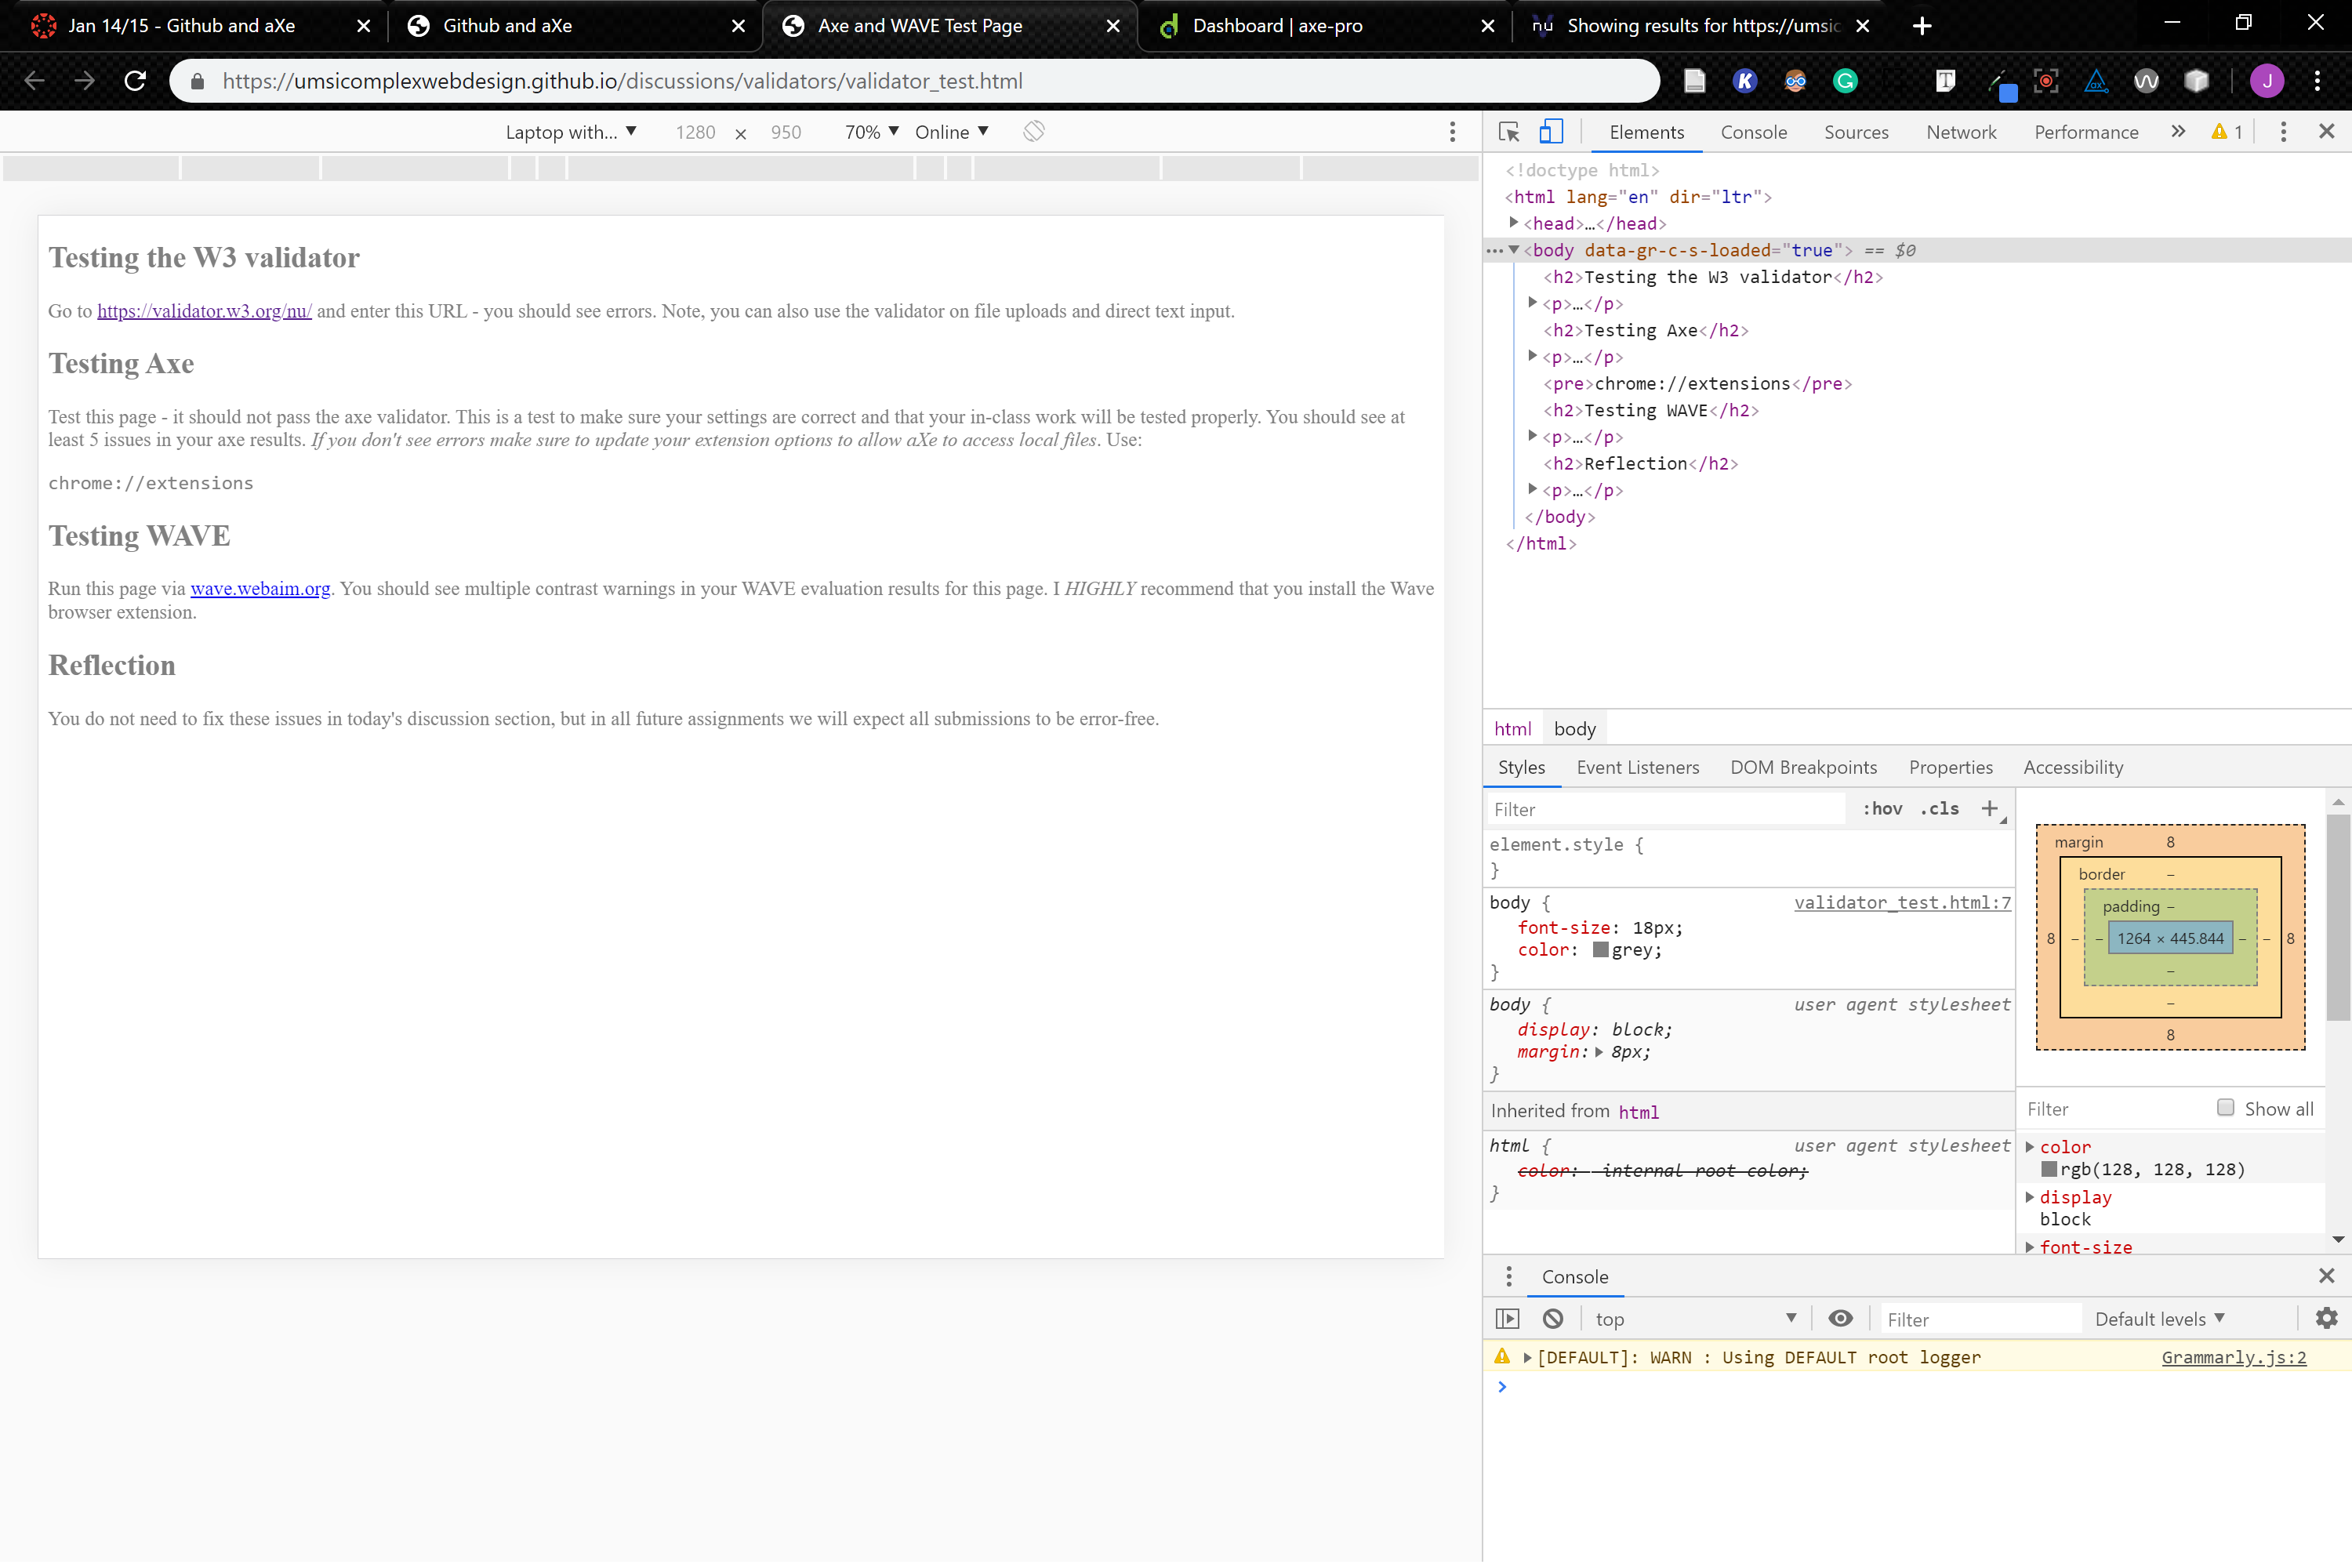 Jan 14/15 - Github and aXe
Github and aXe
Axe and WAVE Test Page
Dashboard | axe-pro
Showing results for https://umsic
https://umsicomplexwebdesign.github.io/discussions/validators/validator_test.html
J
Laptop with... 1280 × 950 70% Online
Elements Console Sources Network Performance » 1
Testing the W3 validator
Go to https://validator.w3.org/nu/ and enter this URL - you should see errors. Note, you can also use the validator on file uploads and direct text input.
Testing Axe
Test this page - it should not pass the axe validator. This is a test to make sure your settings are correct and that your in-class work will be tested properly. You should see at
least 5 issues in your axe results. If you don't see errors make sure to update your extension options to allow aXe to access local files. Use:
chrome://extensions
Testing WAVE
Run this page via wave.webaim.org. You should see multiple contrast warnings in your WAVE evaluation results for this page. I HIGHLY recommend that you install the Wave
browser extension.
Reflection
You do not need to fix these issues in today's discussion section, but in all future assignments we will expect all submissions to be error-free.
<!doctype html>
<html lang="en" dir="ltr">
<head>…</head>
<body data-gr-c-s-loaded="true"> == $0
<h2>Testing the W3 validator</h2>
<p>…</p>
<h2>Testing Axe</h2>
<p>…</p>
<pre>chrome://extensions</pre>
<h2>Testing WAVE</h2>
<p>…</p>
<h2>Reflection</h2>
<p>…</p>
</body>
</html>
html body
Styles Event Listeners DOM Breakpoints Properties Accessibility
Filter :hov .cls +
element.style {
}
body { validator_test.html:7
font-size: 18px;
color: grey;
}
body { user agent stylesheet
display: block;
margin: 8px;
}
Inherited from html
html { user agent stylesheet
color: -internal-root-color;
}
margin 8
border –
padding –
8 – – 1264 × 445.844 – – 8
–
–
8
Filter Show all
color
rgb(128, 128, 128)
display
block
font-size
Console
top Filter Default levels
[DEFAULT]: WARN : Using DEFAULT root logger Grammarly.js:2